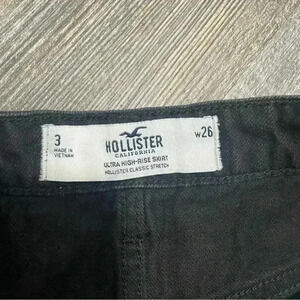 3
MADE IN
VIETNAM
HOLLISTER
CALIFORNIA
ULTRA HIGH-RISE SKIRT
HOLLISTER CLASSIC STRETCH
W26